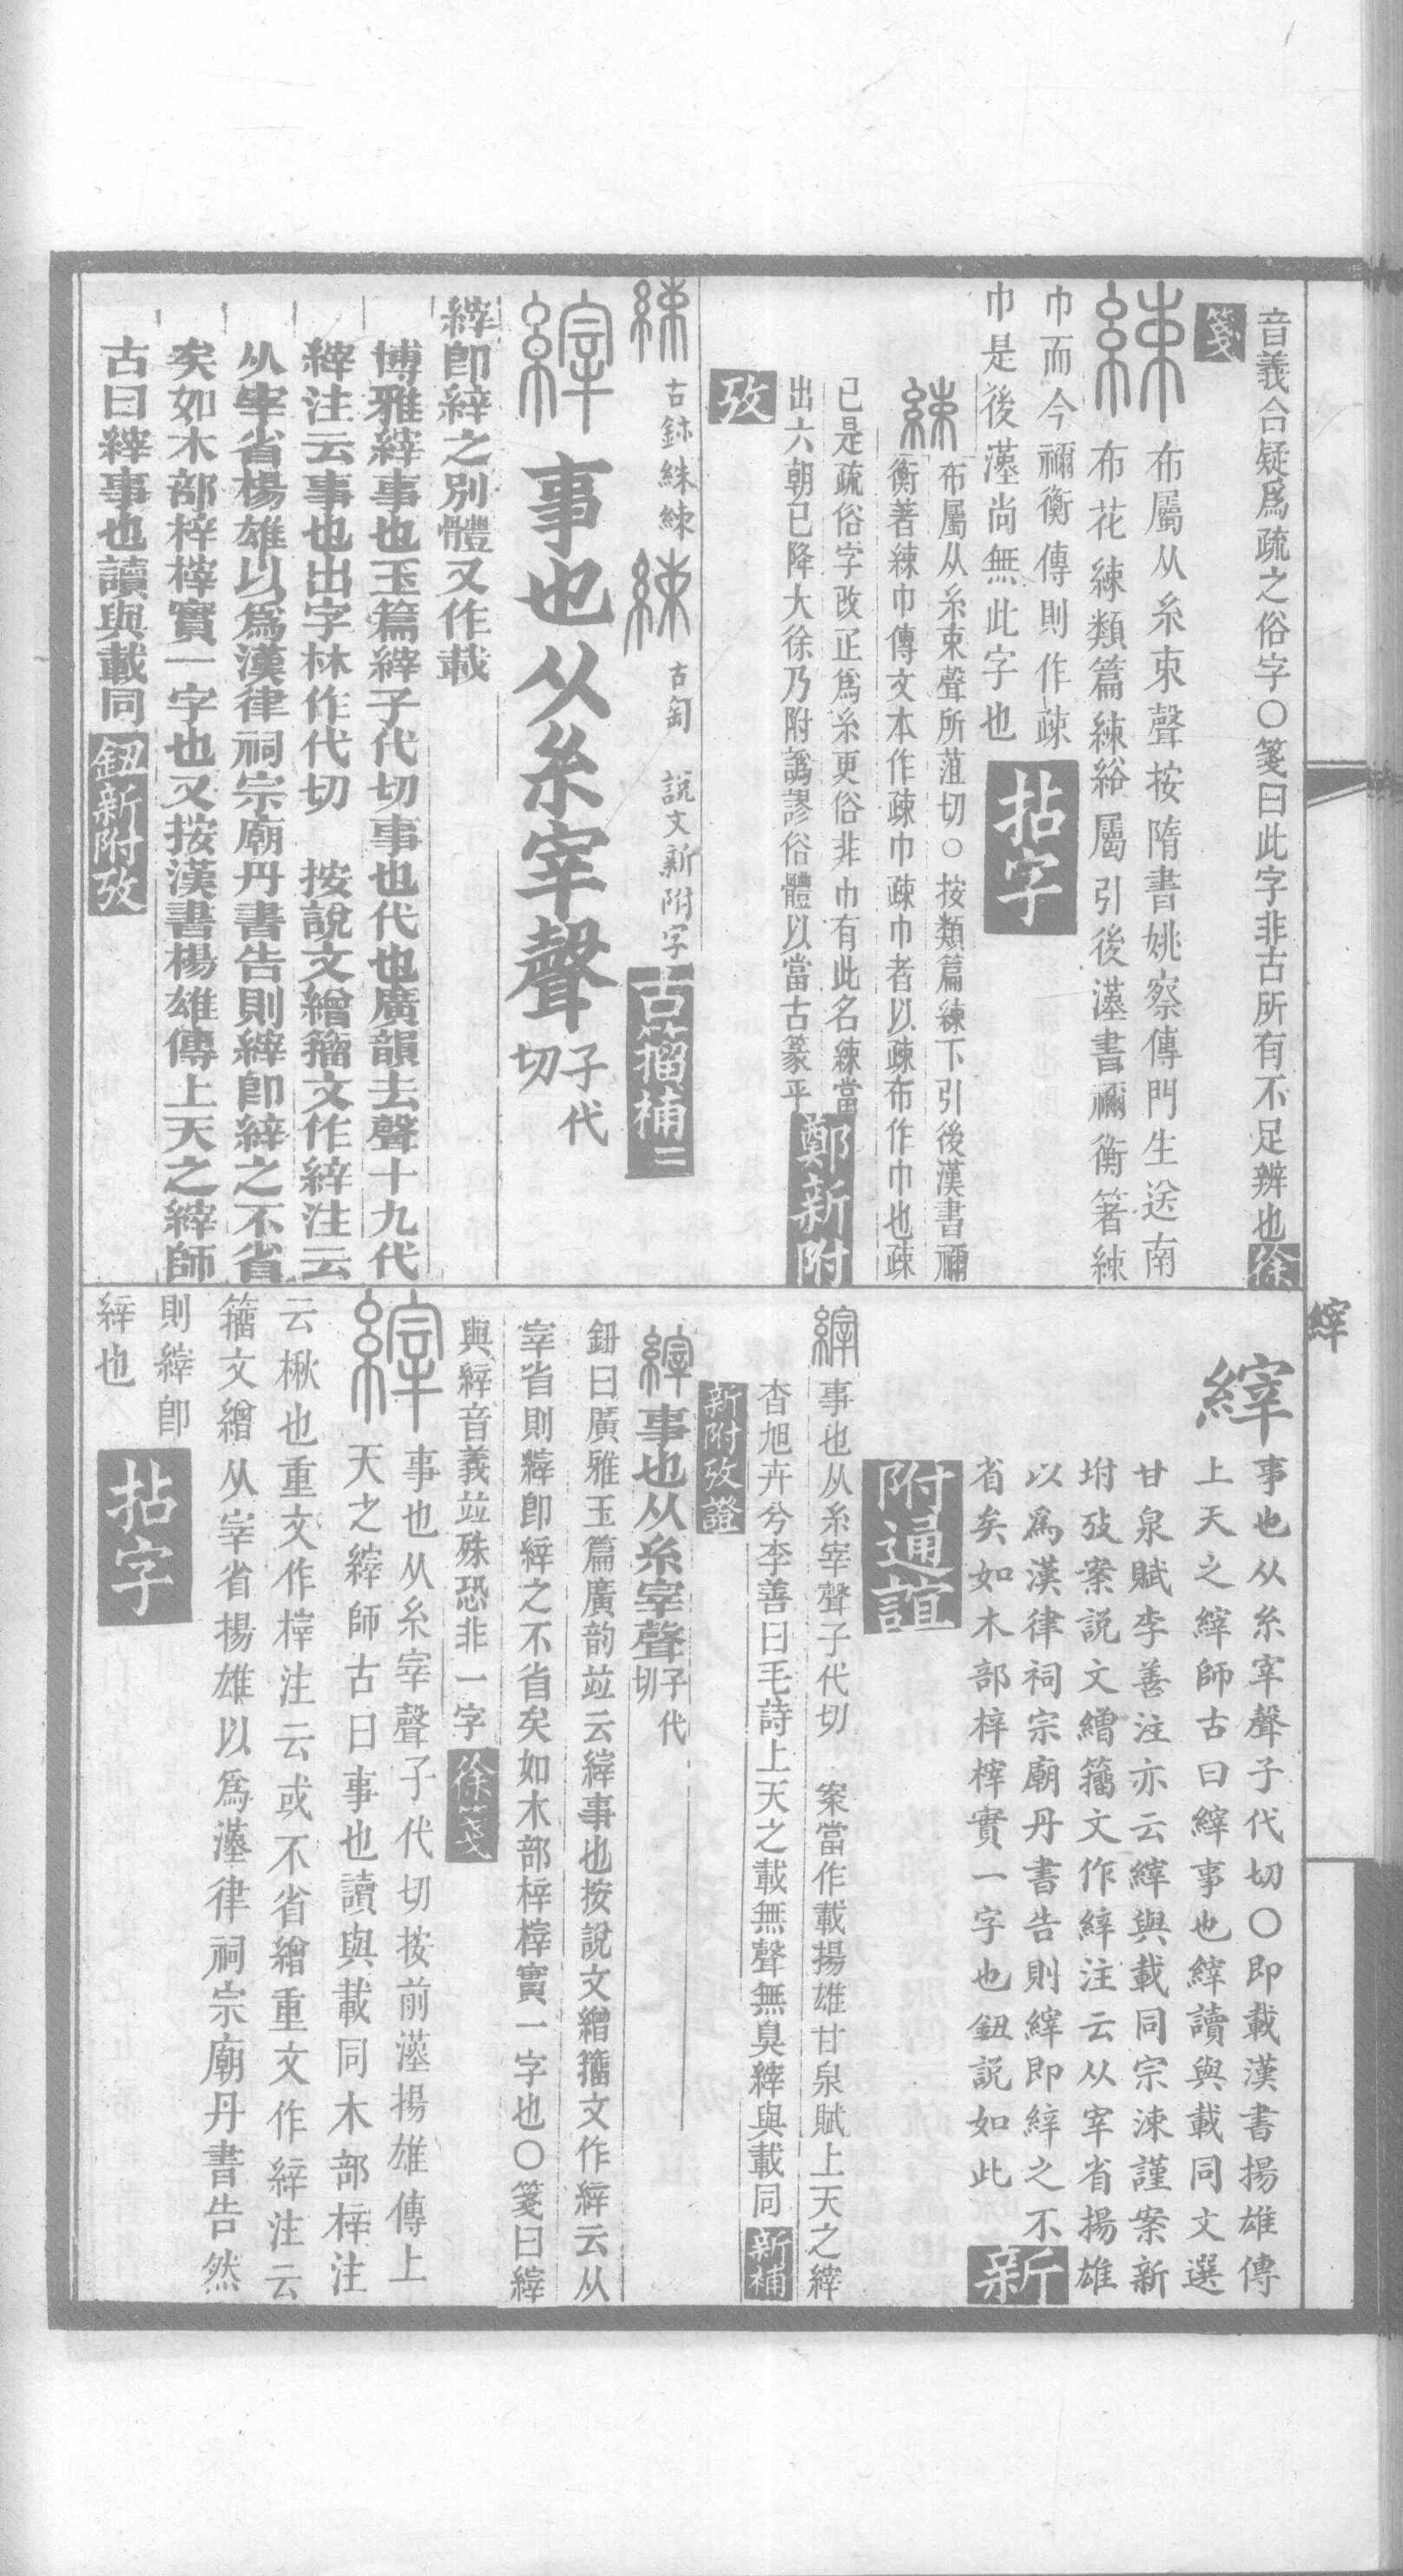 音義合疑爲疏之俗字〇箋曰此字非古所有不足辨也徐
箋
練
布屬从糸束聲按隋書姚察傳門生送南
布花練類篇練綌屬引後漢書禰衡著練
巾而今禰衡傳則作疎
巾是後漢尚無此字也
拈字
練
布屬从糸束聲所菹切〇按類篇練下引後漢書禰
衡著練巾傳文本作疎巾疎巾者以疎布作巾也疎
已是疏俗字改正爲糸更俗非巾有此名練當
出六朝已降大徐乃附譌謬俗體以當古篆乎
鄭新附
攷
練
古鉥
練
古匋
說文新附字
古籀補二
縡
事也从糸宰聲
子代
切
縡卽縡之別體又作載
博雅縡事也玉篇縡子代切事也代也廣韻去聲十九代
縡注云事也出字林作代切 按說文繒籀文作縡注云
从宰省楊雄以爲漢律祠宗廟丹書告則縡卽縡之不省
矣如木部梓榟實一字也又按漢書楊雄傳上天之縡師
古曰縡事也讀與載同
鈕新附攷
縡
縡
事也从糸宰聲子代切〇即載漢書揚雄傳
上天之縡師古曰縡事也縡讀與載同文選
甘泉賦李善注亦云縡與載同宗涑謹案新
坿攷案説文繒籀文作縡注云从宰省揚雄
以爲漢律祠宗廟丹書告則縡即縡之不
省矣如木部梓榟實一字也鈕説如此
新
附通誼
縡
事也从糸宰聲子代切 案當作載揚雄甘泉賦上天之縡
杳旭卉兮李善曰毛詩上天之載無聲無臭縡與載同
新補
新附攷證
縡
事也从糸宰聲
子代
切
鈕曰廣雅玉篇廣韵竝云縡事也按說文繒籀文作縡云从
宰省則縡卽縡之不省矣如木部梓榟實一字也〇箋曰縡
與縡音義竝殊恐非一字
徐箋
縡
事也从糸宰聲子代切按前漢揚雄傳上
天之縡師古曰事也讀與載同木部梓注
云楸也重文作榟注云或不省繒重文作縡注云
籀文繒从宰省揚雄以爲漢律祠宗廟丹書告然
則縡卽
縡也
拈字